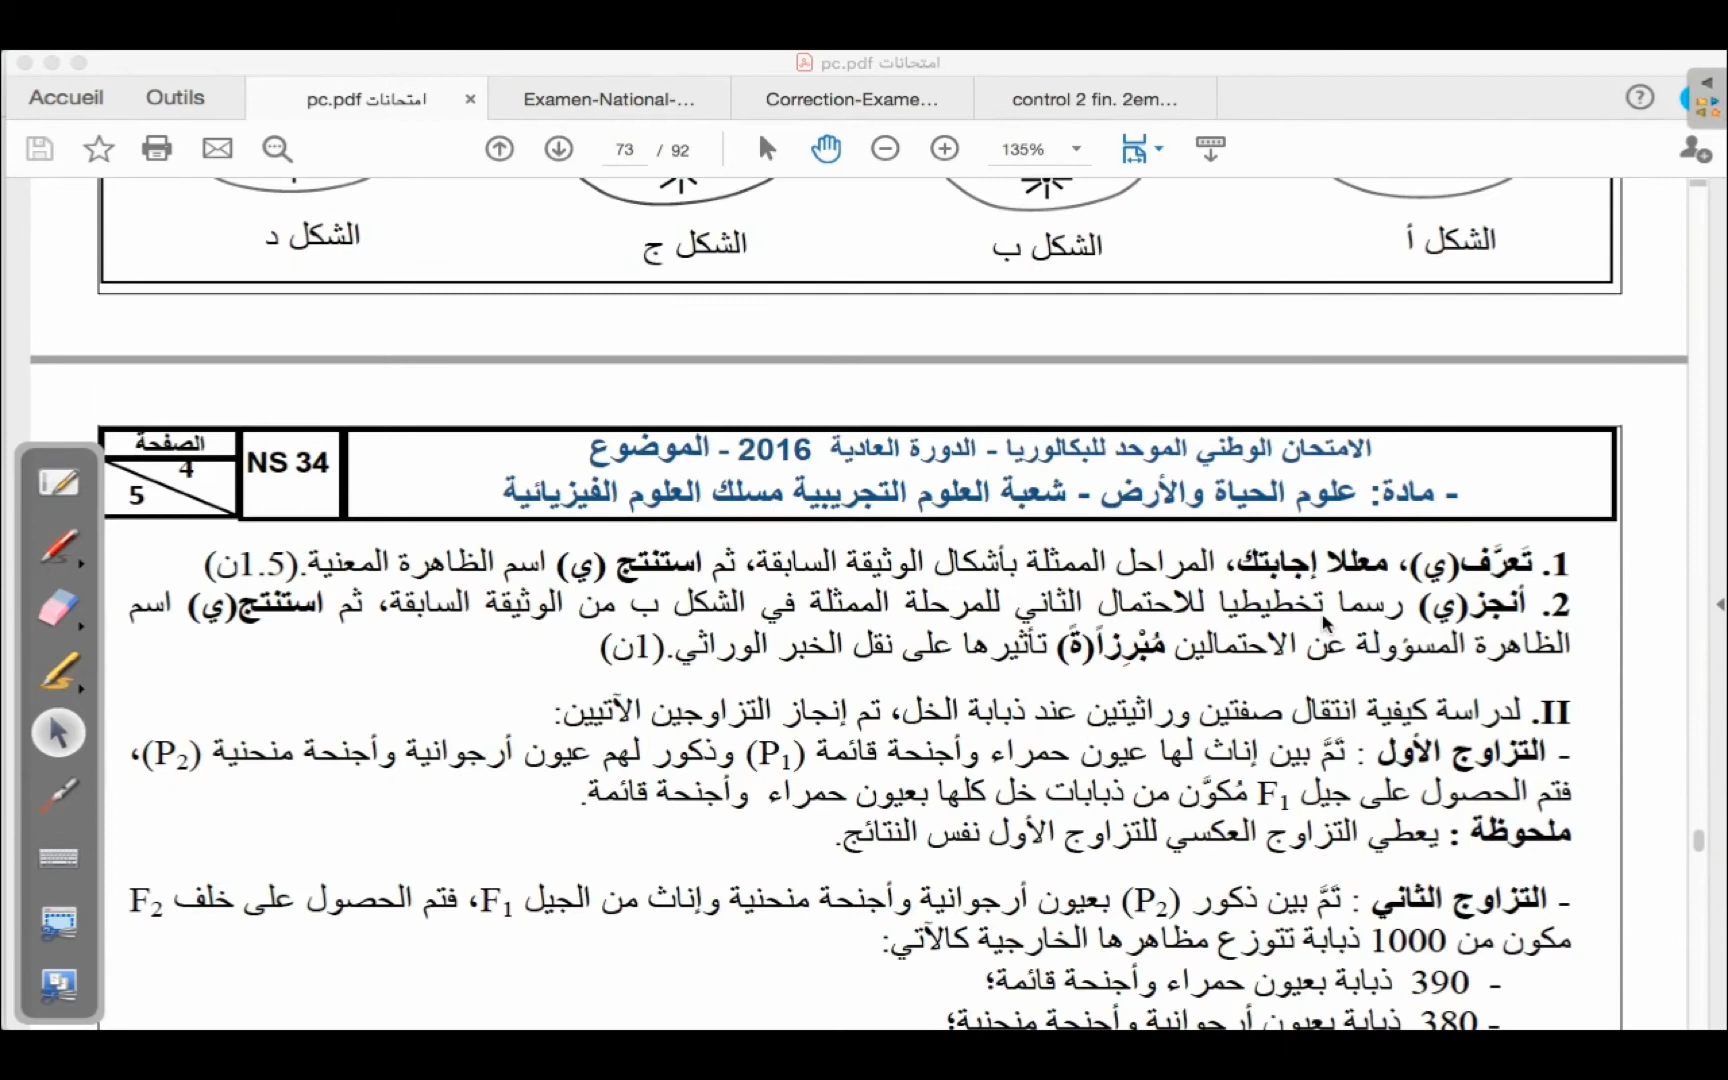 امتحانات pc.pdf
Accueil
Outils
امتحانات pc.pdf ×
Examen-National-...
Correction-Exame...
control 2 fin. 2em...
73 / 92
135%
الشكل أ
الشكل ب
الشكل ج
الشكل د
الامتحان الوطني الموحد للبكالوريا - الدورة العادية 2016 - الموضوع
- مادة: علوم الحياة والأرض - شعبة العلوم التجريبية مسلك العلوم الفيزيائية
NS 34
الصفحة
4
5
1. تَعرَّف(ي)، معللا إجابتك، المراحل الممثلة بأشكال الوثيقة السابقة، ثم استنتج (ي) اسم الظاهرة المعنية.(1.5ن)
2. أنجز(ي) رسما تخطيطيا للاحتمال الثاني للمرحلة الممثلة في الشكل ب من الوثيقة السابقة، ثم استنتج(ي) اسم
الظاهرة المسؤولة عن الاحتمالين مُبْرِزاً(ةً) تأثيرها على نقل الخبر الوراثي.(1ن)
II. لدراسة كيفية انتقال صفتين وراثيتين عند ذبابة الخل، تم إنجاز التزاوجين الآتيين:
- التزاوج الأول : تَمَّ بين إناث لها عيون حمراء وأجنحة قائمة (P1) وذكور لهم عيون أرجوانية وأجنحة منحنية (P2)،
فتم الحصول على جيل F1 مُكوَّن من ذبابات خل كلها بعيون حمراء وأجنحة قائمة.
ملحوظة : يعطي التزاوج العكسي للتزاوج الأول نفس النتائج.
- التزاوج الثاني : تَمَّ بين ذكور (P2) بعيون أرجوانية وأجنحة منحنية وإناث من الجيل F1، فتم الحصول على خلف F2
مكون من 1000 ذبابة تتوزع مظاهرها الخارجية كالآتي:
- 390 ذبابة بعيون حمراء وأجنحة قائمة؛
- 380 ذبابة بعيون أرجوانية وأجنحة منحنية؛